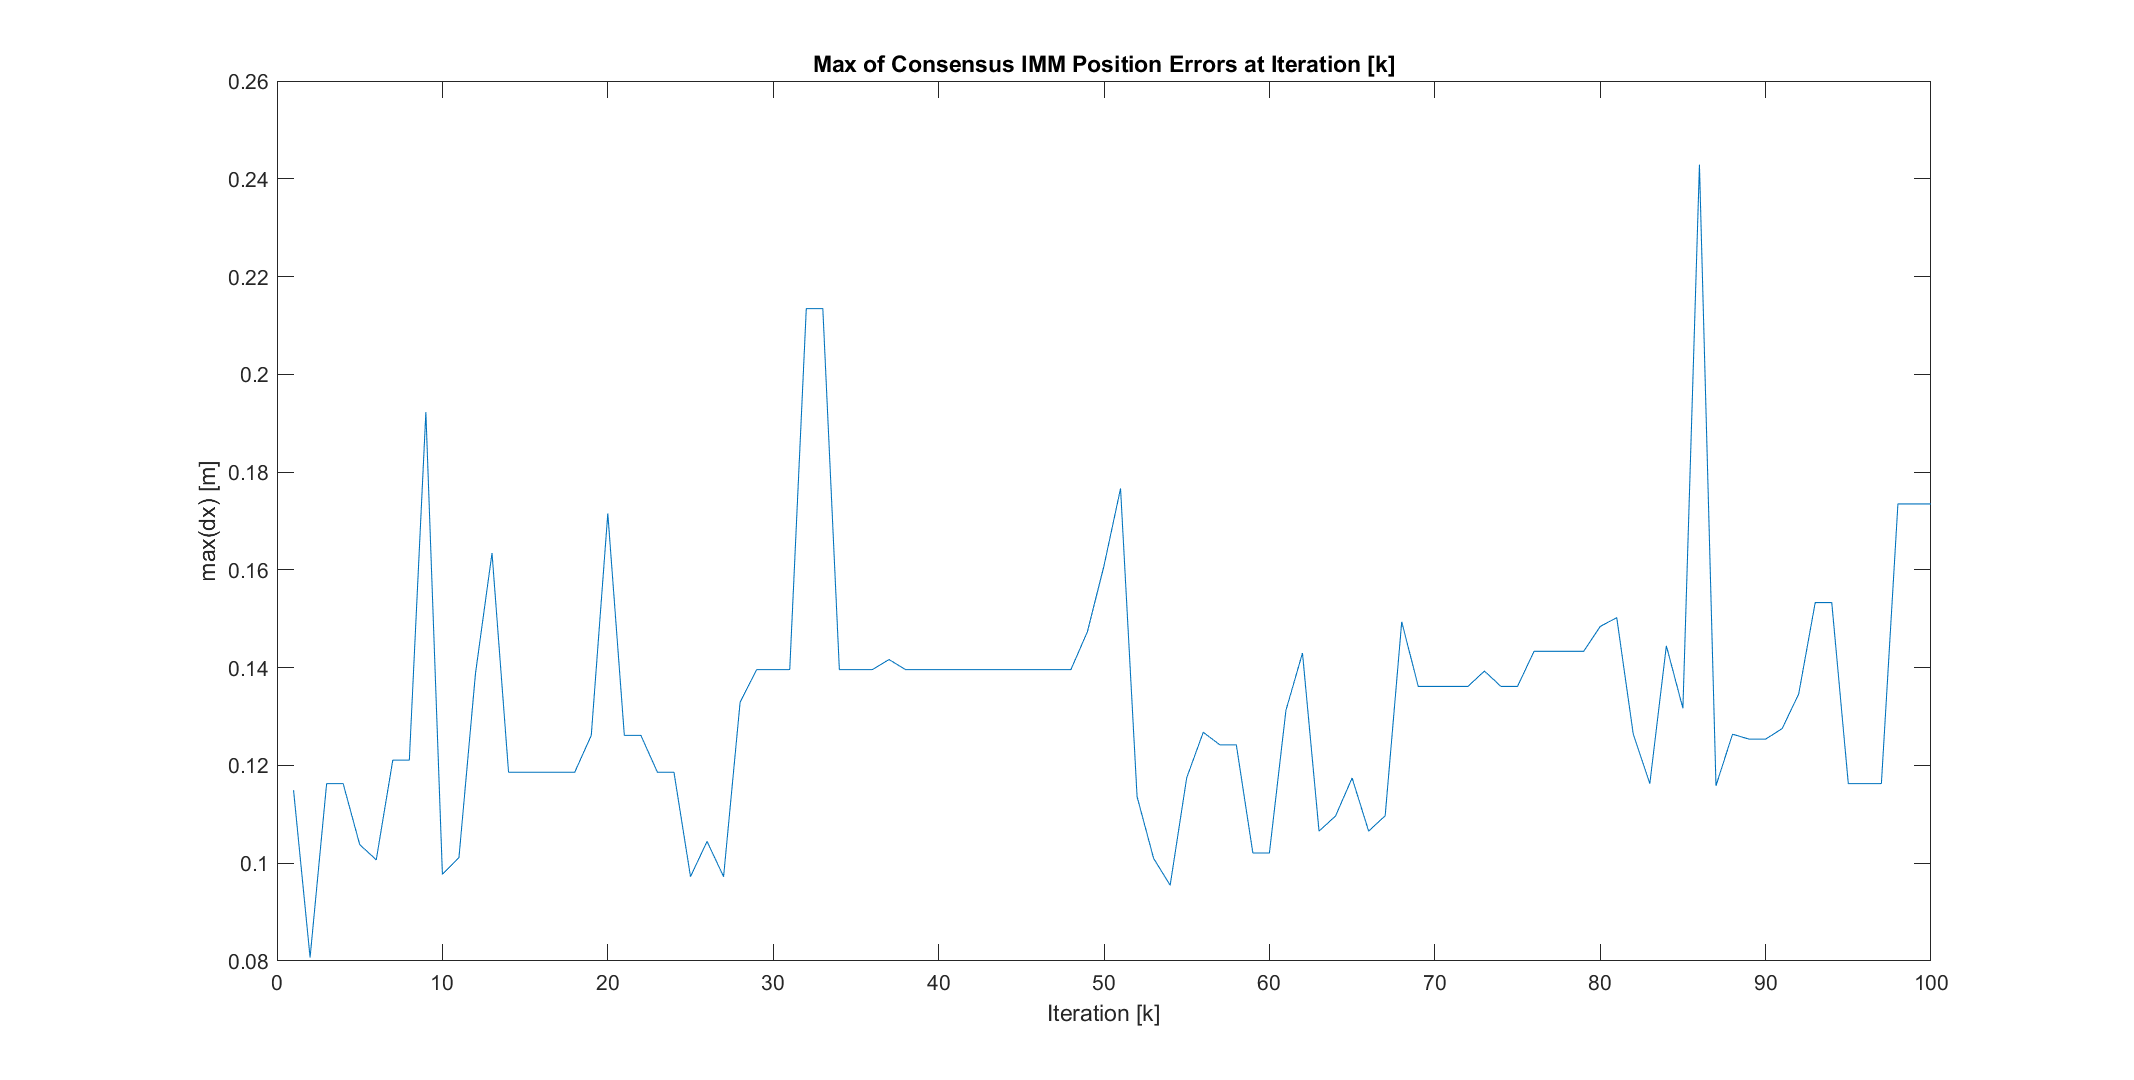 Max of Consensus IMM Position Errors at Iteration [k]
0.26
0.24
0.22
0.2
0.18
0.16
0.14
0.12
0.1
0.08
max(dx) [m]
0 10 20 30 40 50 60 70 80 90 100
Iteration [k]